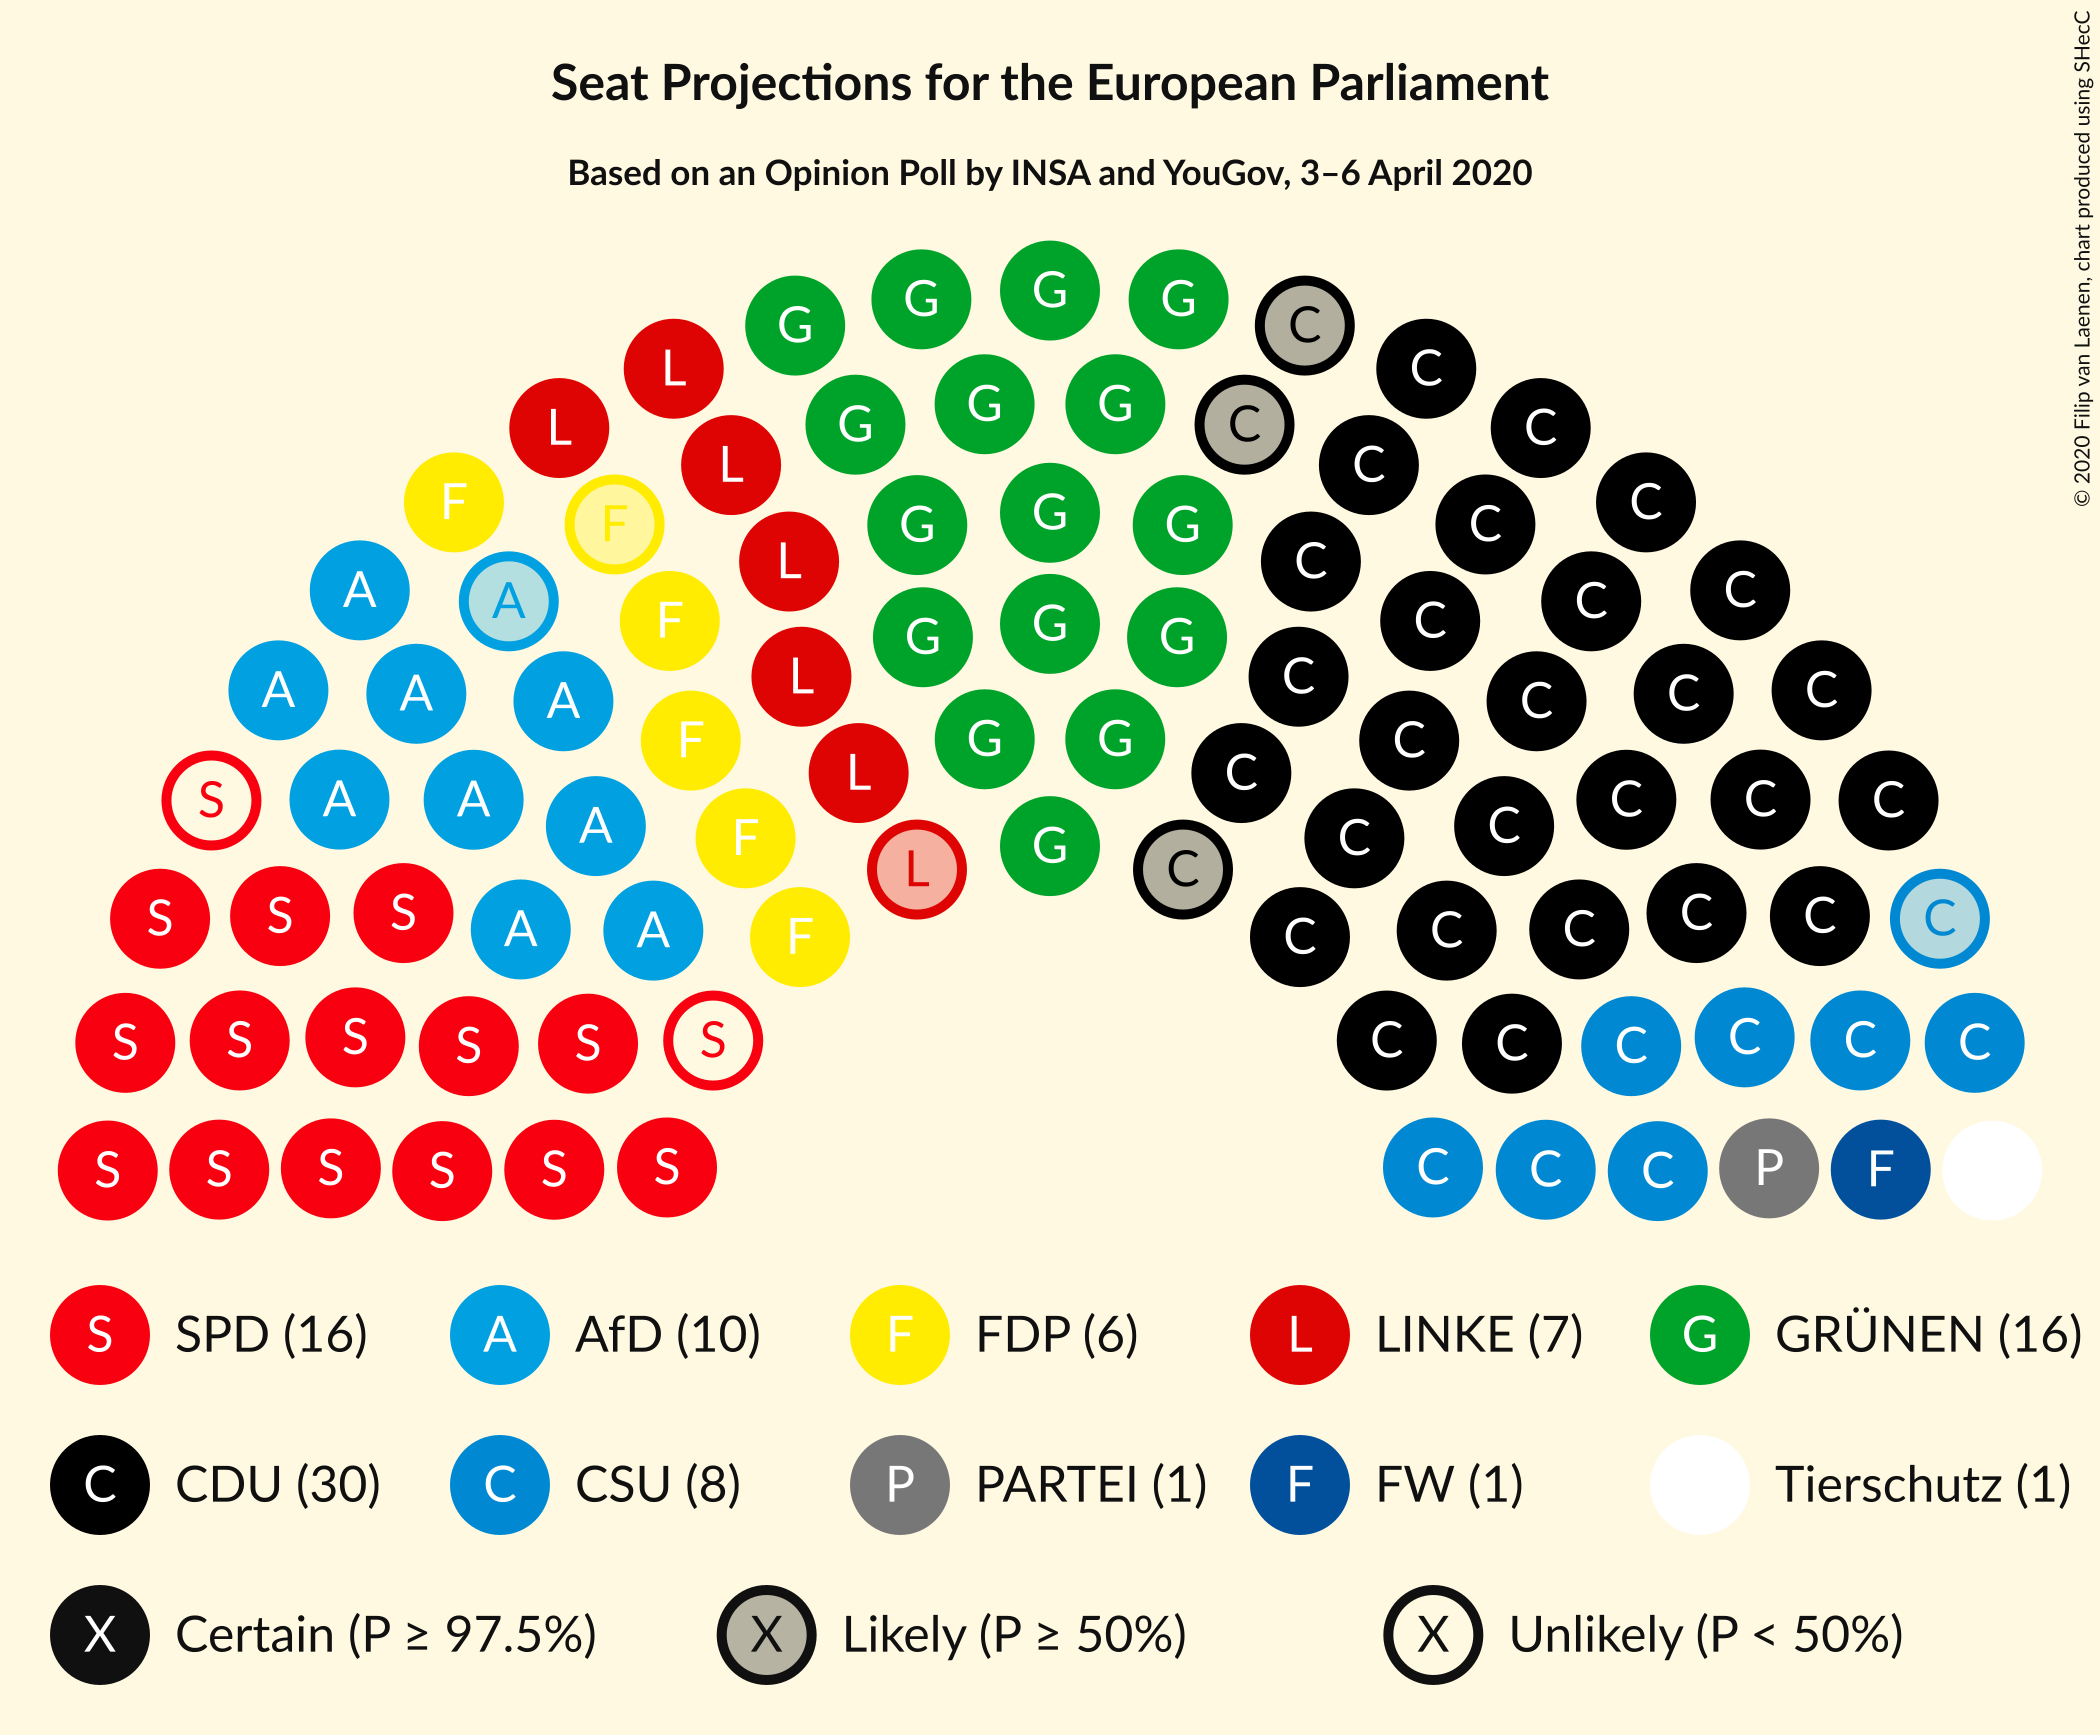 Seat Projections for the European Parliament
Based on an Opinion Poll by INSA and YouGov, 3–6 April 2020
© 2020 Filip van Laenen, chart produced using SHecC
G G G G C
L G G G C C
L L G G G C C
F F L G G G C C C
A A F L G G C C C C
A A A F L G C C C C C
S A A A F L C C C C C C
S S S A A F C C C C C C
S S S S S S C C C C C C
S S S S S S C C C P F
S SPD (16) A AfD (10) F FDP (6) L LINKE (7) G GRÜNEN (16)
C CDU (30) C CSU (8) P PARTEI (1) F FW (1) Tierschutz (1)
X Certain (P ≥ 97.5%) X Likely (P ≥ 50%) X Unlikely (P < 50%)